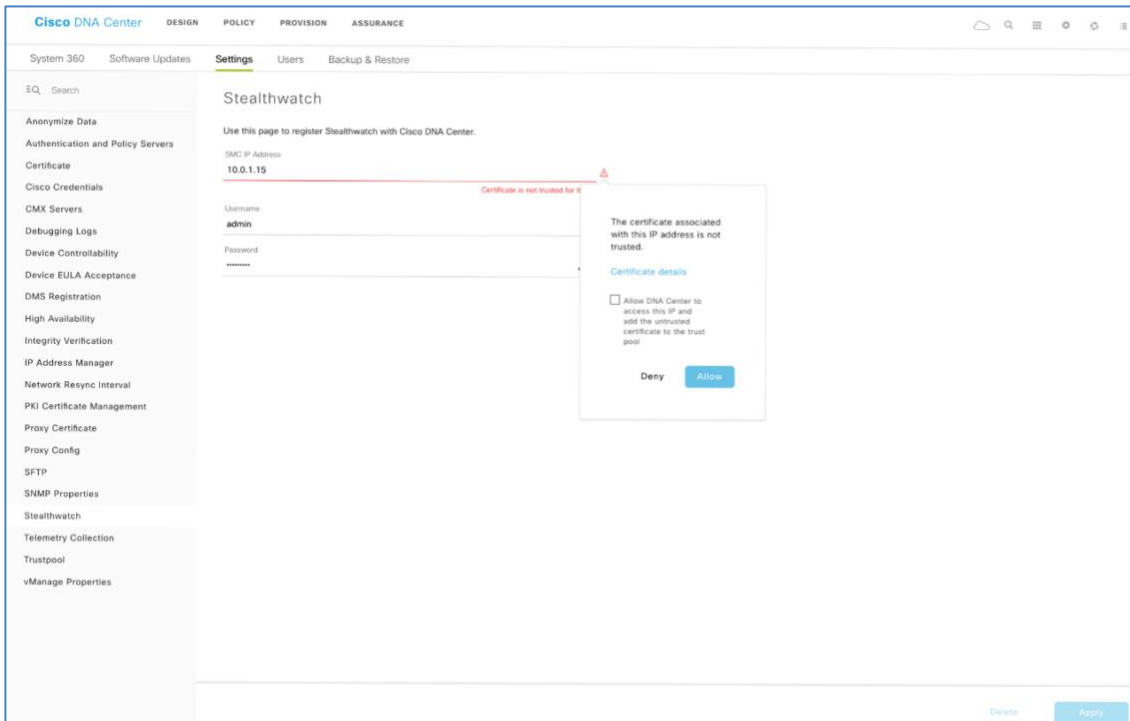 Cisco DNA Center DESIGN POLICY PROVISION ASSURANCE
System 360 Software Updates Settings Users Backup & Restore
Search
Anonymize Data
Authentication and Policy Servers
Certificate
Cisco Credentials
CMX Servers
Debugging Logs
Device Controllability
Device EULA Acceptance
DMS Registration
High Availability
Integrity Verification
IP Address Manager
Network Resync Interval
PKI Certificate Management
Proxy Certificate
Proxy Config
SFTP
SNMP Properties
Stealthwatch
Telemetry Collection
Trustpool
vManage Properties
Stealthwatch
Use this page to register Stealthwatch with Cisco DNA Center.
SMC IP Address
10.0.1.15
Certificate is not trusted for
Username
admin
Password
•••••••••
The certificate associated
with this IP address is not
trusted.
Certificate details
Allow DNA Center to
access this IP and
add the untrusted
certificate to the trust
pool
Deny Allow
Delete Apply